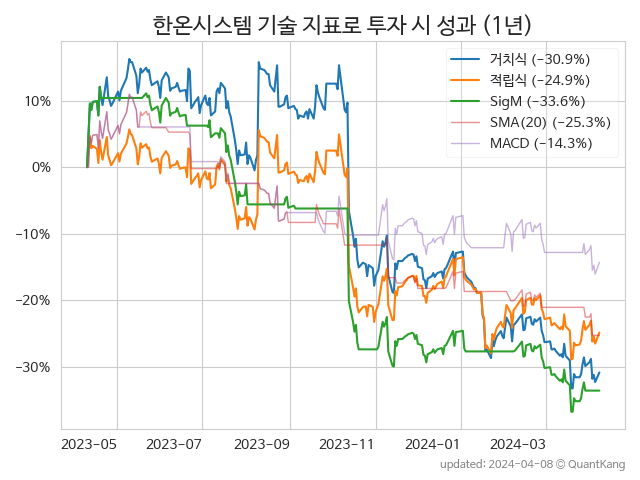 한온시스템 기술 지표로 투자 시 성과 (1년)
거치식 (−30.9%)
적립식 (−24.9%)
SigM (−33.6%)
SMA(20) (−25.3%)
MACD (−14.3%)
10%
0%
−10%
−20%
−30%
2023-05 2023-07 2023-09 2023-11 2024-01 2024-03
updated: 2024-04-08 © QuantKang